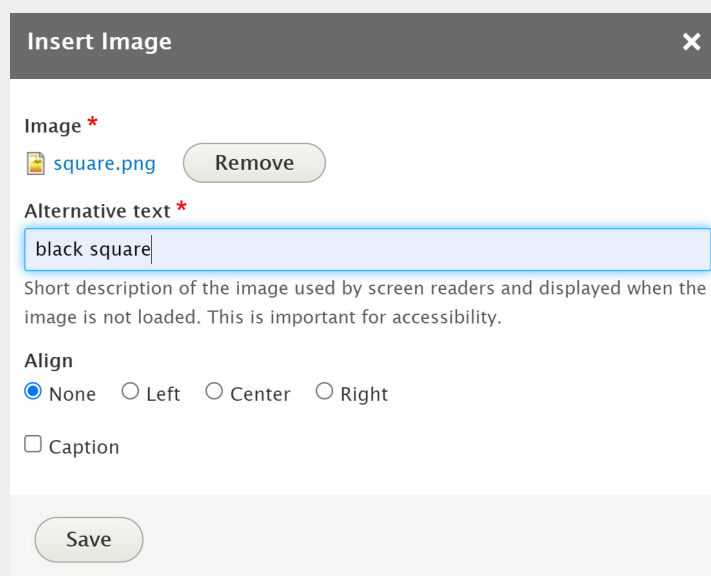 Insert Image
Image *
square.png Remove
Alternative text *
black square
Short description of the image used by screen readers and displayed when the
image is not loaded. This is important for accessibility.
Align
None Left Center Right
Caption
Save